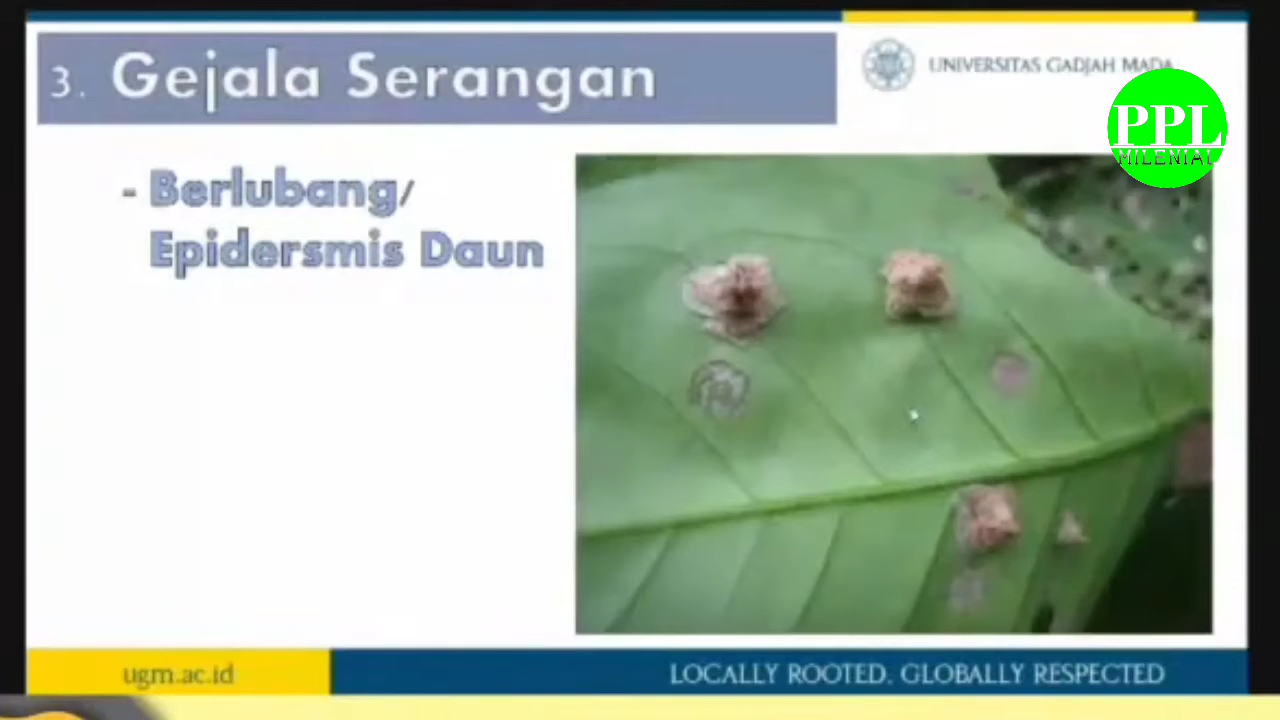 3. Gejala Serangan
UNIVERSITAS GADJAH MADA
PPL
MILENIAL
- Berlubang/
Epidersmis Daun
ugm.ac.id
LOCALLY ROOTED, GLOBALLY RESPECTED